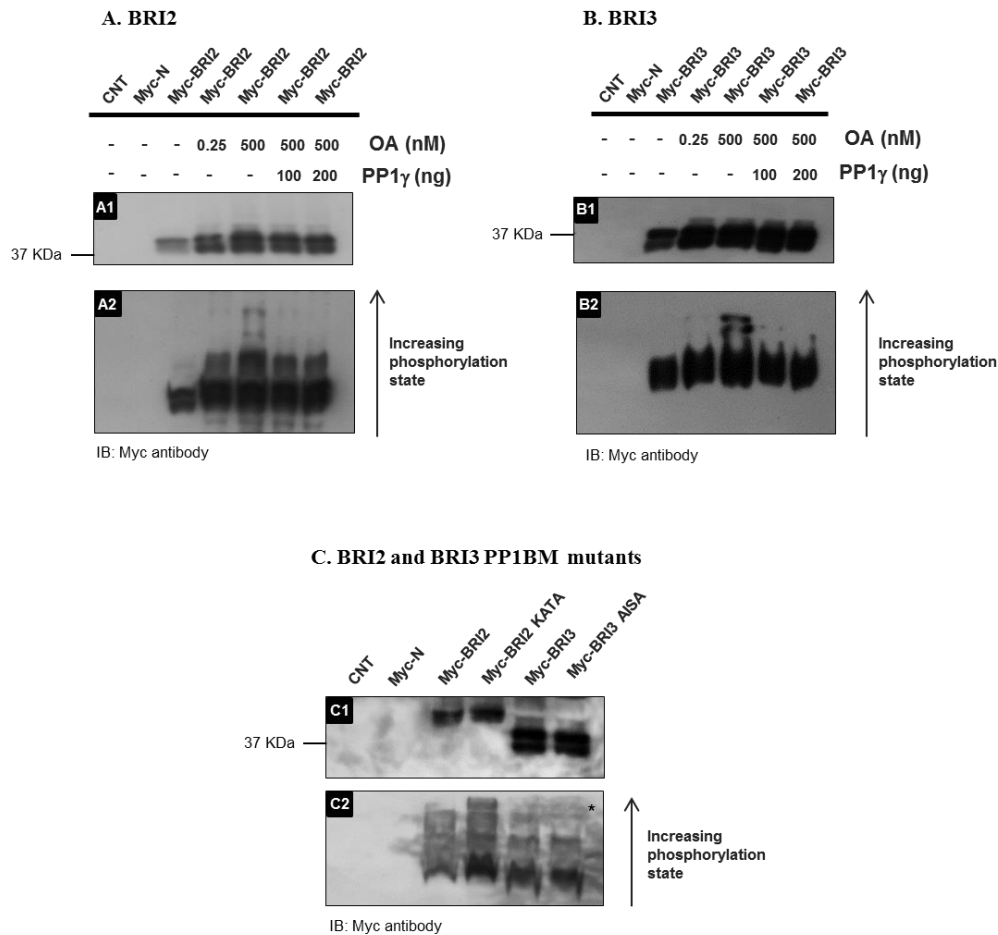 A. BRI2
CNT Myc-N Myc-BRI2 Myc-BRI2 Myc-BRI2 Myc-BRI2 Myc-BRI2
- - - 0.25 500 500 500 OA (nM)
- - - - - 100 200 PP1γ (ng)
A1
37 KDa
A2
Increasing
phosphorylation
state
IB: Myc antibody
B. BRI3
CNT Myc-N Myc-BRI3 Myc-BRI3 Myc-BRI3 Myc-BRI3 Myc-BRI3
- - - 0.25 500 500 500 OA (nM)
- - - - - 100 200 PP1γ (ng)
B1
37 KDa
B2
Increasing
phosphorylation
state
IB: Myc antibody
C. BRI2 and BRI3 PP1BM mutants
CNT Myc-N Myc-BRI2 Myc-BRI2 KATA Myc-BRI3 Myc-BRI3 AISA
C1
37 KDa
C2
*
Increasing
phosphorylation
state
IB: Myc antibody